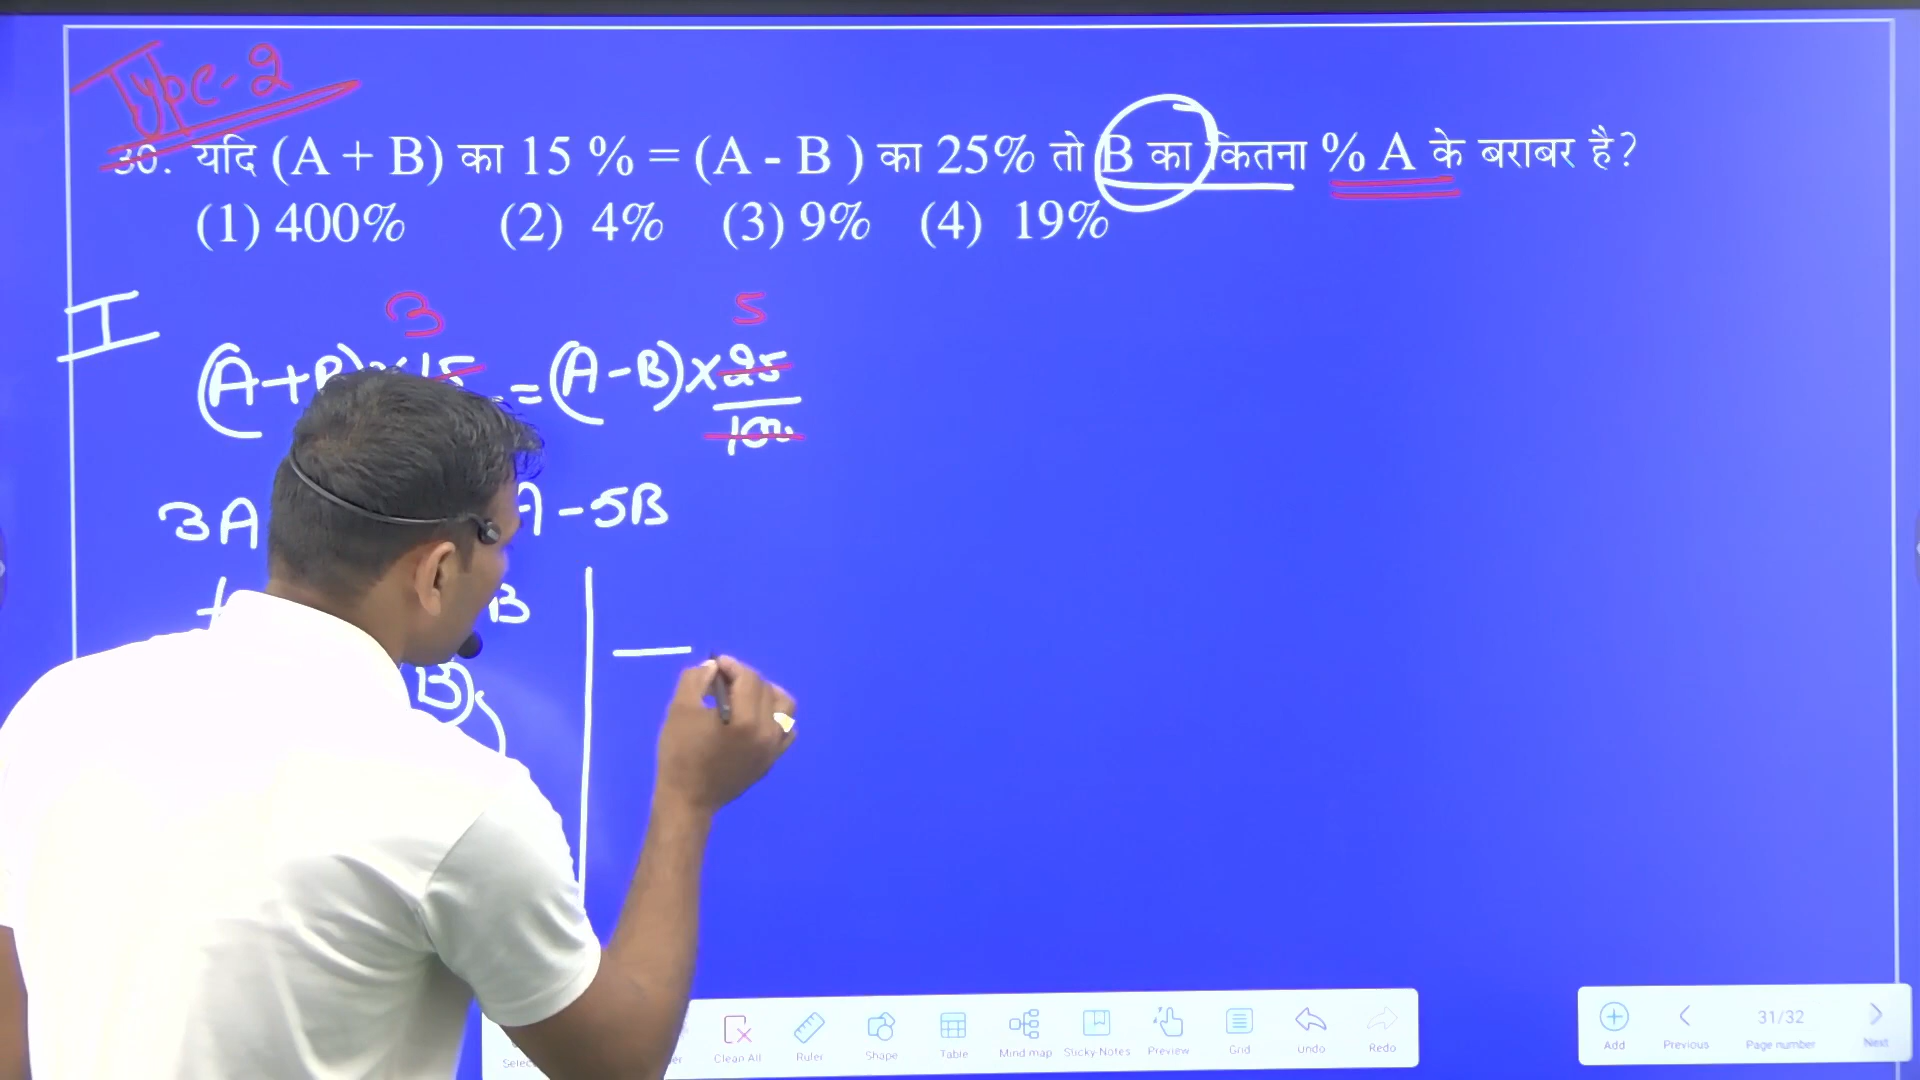 Type-2
30. यदि (A + B) का 15 % = (A - B ) का 25% तो B का कितना % A के बराबर है?
(1) 400% (2) 4% (3) 9% (4) 19%
I
3 5
(A+B)×15 = (A-B)×25
100
3A A-5B
B
B
Clean All Ruler Shape Table Mind map Sticky Notes Preview Grid Undo Redo
Add Previous 31/32 Page number Next